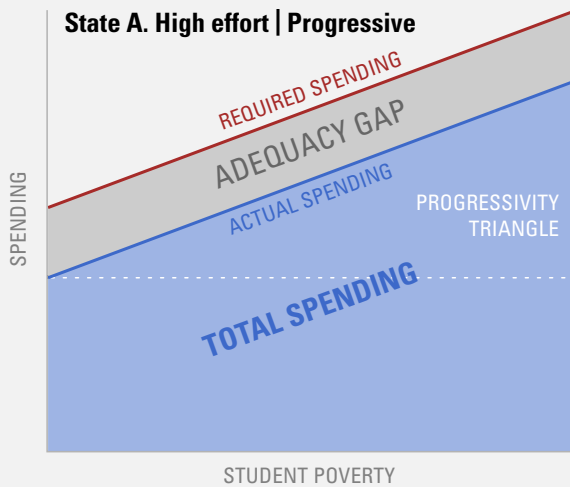 State A. High effort | Progressive
REQUIRED SPENDING
ADEQUACY GAP
ACTUAL SPENDING
PROGRESSIVITY
TRIANGLE
TOTAL SPENDING
SPENDING
STUDENT POVERTY